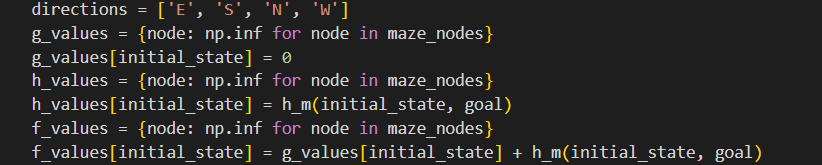 directions = ['E', 'S', 'N', 'W']
g_values = {node: np.inf for node in maze_nodes}
g_values[initial_state] = 0
h_values = {node: np.inf for node in maze_nodes}
h_values[initial_state] = h_m(initial_state, goal)
f_values = {node: np.inf for node in maze_nodes}
f_values[initial_state] = g_values[initial_state] + h_m(initial_state, goal)